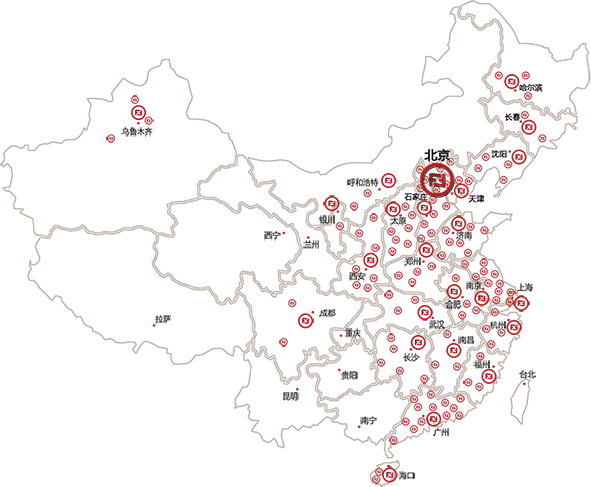 哈尔滨
长春
乌鲁木齐
沈阳
北京
呼和浩特
天津
石家庄
银川
太原
济南
西宁
兰州
郑州
西安
南京
上海
合肥
拉萨
成都
武汉
杭州
重庆
南昌
长沙
福州
贵阳
台北
昆明
南宁
广州
海口